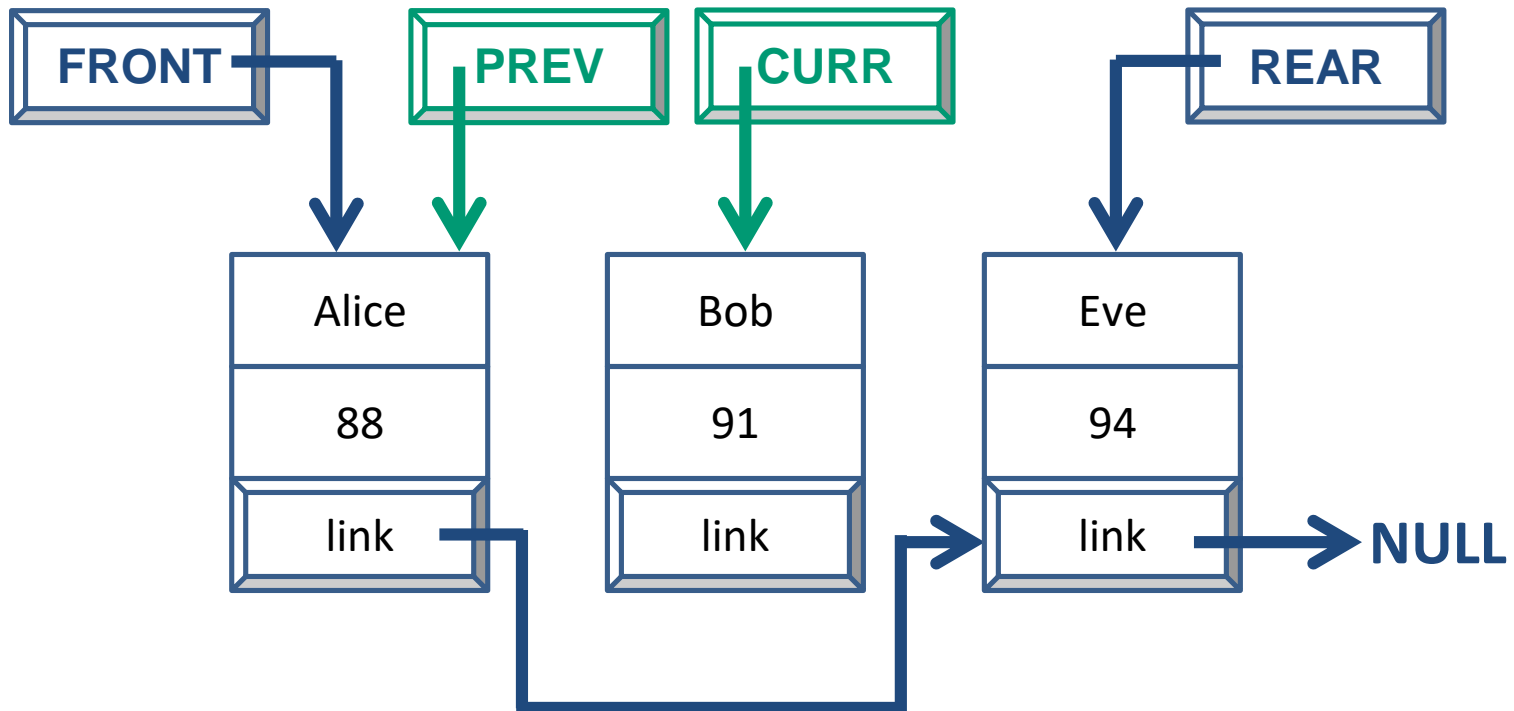 FRONT
PREV
CURR
REAR
Alice
Bob
Eve
88
91
94
link
link
link
NULL